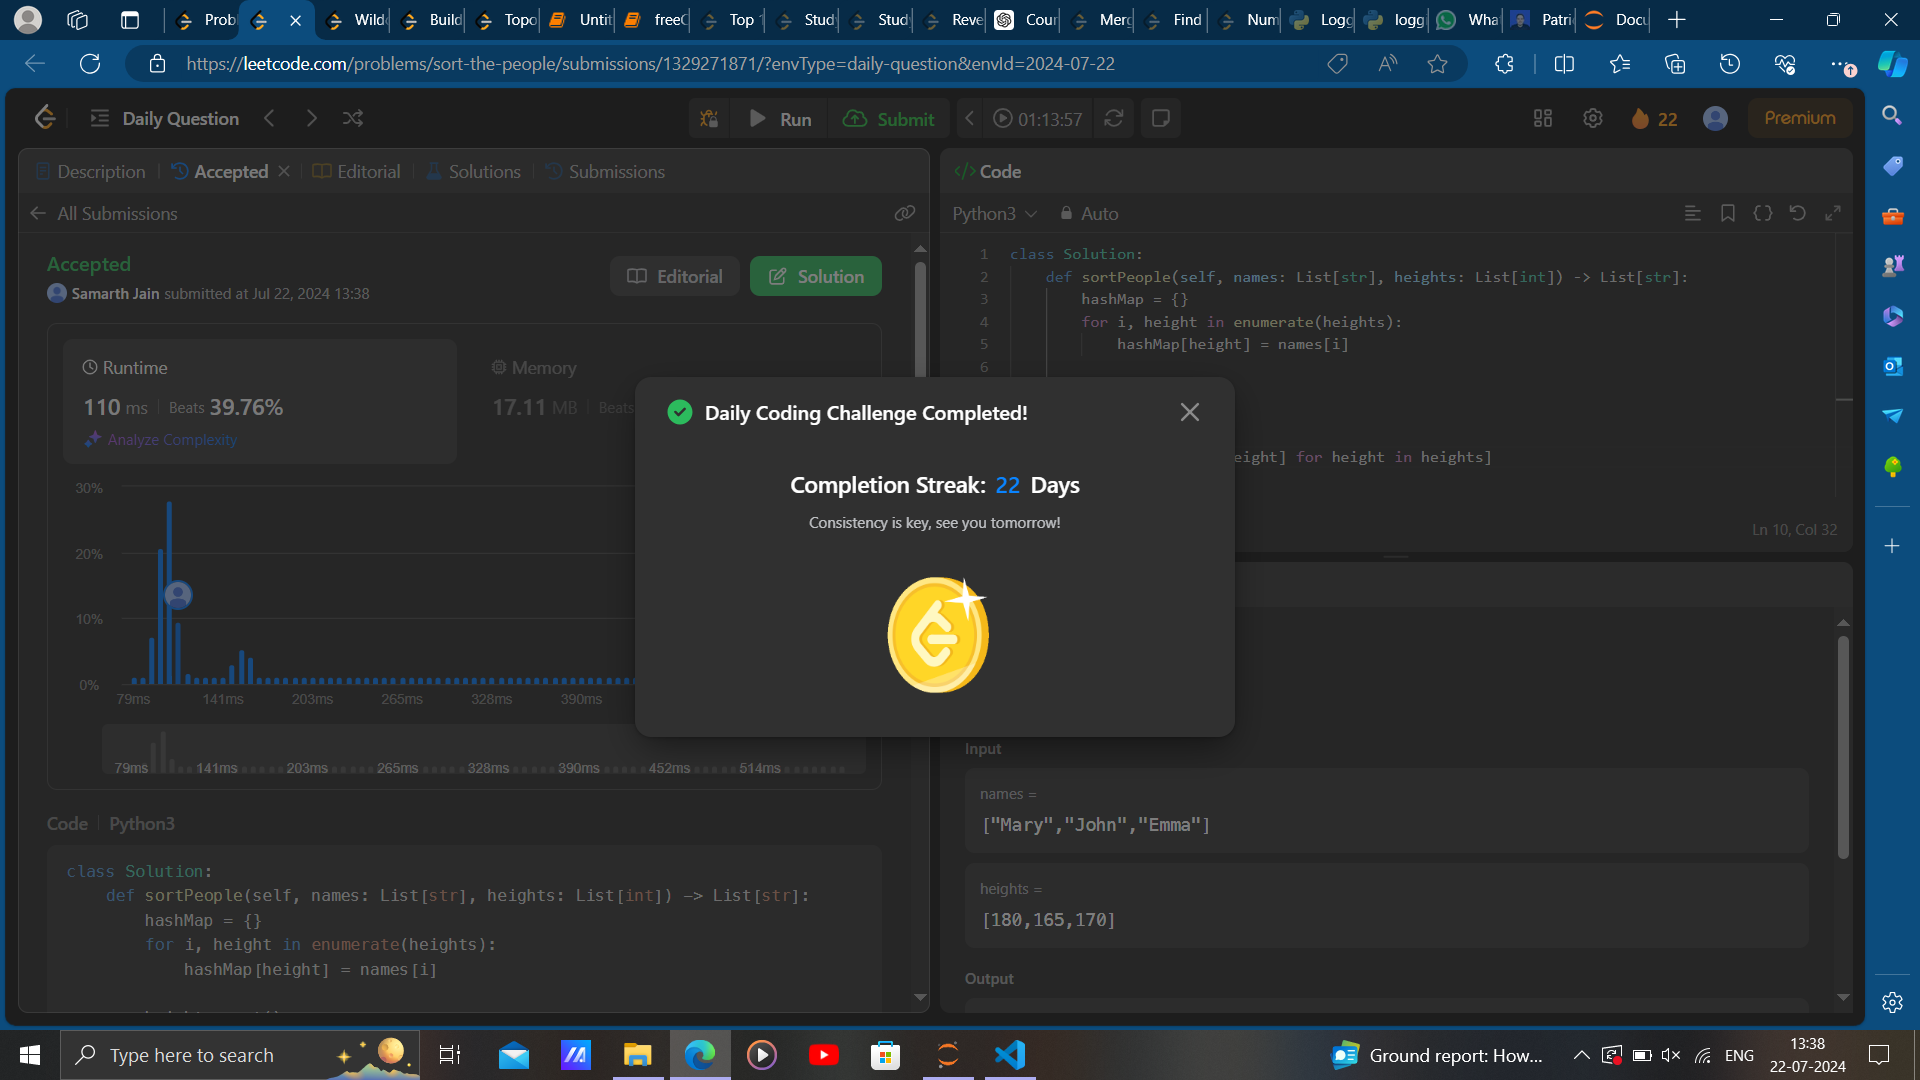 Prob
Wild
Build
Topo
Untit
freeC
Top 1
Stud
Stud
Reve
Cour
Merg
Find
Num
Logg
logg
What
Patri
Docu
https://leetcode.com/problems/sort-the-people/submissions/1329271871/?envType=daily-question&envId=2024-07-22
Daily Question
Run
Submit
01:13:57
22
Premium
Description
Accepted
Editorial
Solutions
Submissions
All Submissions
Accepted
Editorial
Solution
Samarth Jain submitted at Jul 22, 2024 13:38
Runtime
110 ms
Beats 39.76%
Analyze Complexity
Memory
17.11 MB
Beats
30%
20%
10%
0%
79ms 141ms 203ms 265ms 328ms 390ms
79ms 141ms 203ms 265ms 328ms 390ms 452ms 514ms
Code
Python3
class Solution:
def sortPeople(self, names: List[str], heights: List[int]) -> List[str]:
hashMap = {}
for i, height in enumerate(heights):
hashMap[height] = names[i]
Daily Coding Challenge Completed!
Completion Streak: 22 Days
Consistency is key, see you tomorrow!
</> Code
Python3
Auto
1 class Solution:
2 def sortPeople(self, names: List[str], heights: List[int]) -> List[str]:
3 hashMap = {}
4 for i, height in enumerate(heights):
5 hashMap[height] = names[i]
6
eight] for height in heights]
Ln 10, Col 32
Input
names =
["Mary","John","Emma"]
heights =
[180,165,170]
Output
Type here to search
Ground report: How...
ENG
13:38
22-07-2024